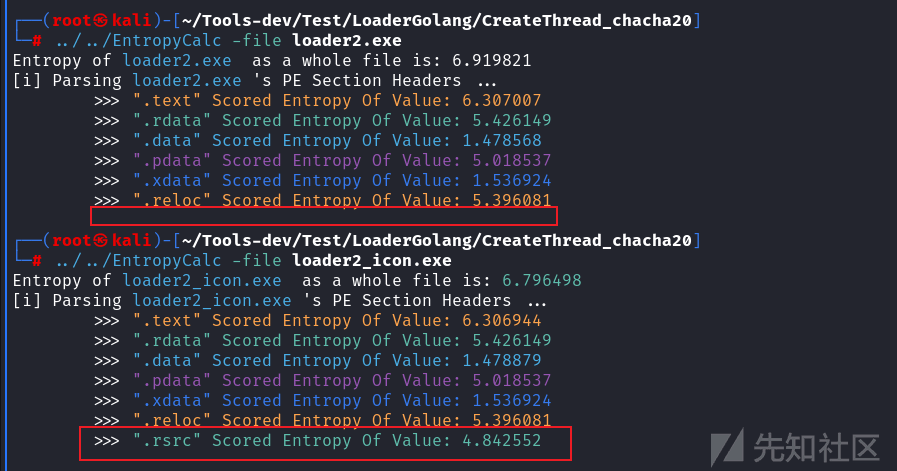 ┌──(root㉿kali)-[~/Tools-dev/Test/LoaderGolang/CreateThread_chacha20]
└─# ../../EntropyCalc -file loader2.exe
Entropy of loader2.exe  as a whole file is: 6.919821
[i] Parsing loader2.exe 's PE Section Headers ...
>>> ".text" Scored Entropy Of Value: 6.307007
>>> ".rdata" Scored Entropy Of Value: 5.426149
>>> ".data" Scored Entropy Of Value: 1.478568
>>> ".pdata" Scored Entropy Of Value: 5.018537
>>> ".xdata" Scored Entropy Of Value: 1.536924
>>> ".reloc" Scored Entropy Of Value: 5.396081
┌──(root㉿kali)-[~/Tools-dev/Test/LoaderGolang/CreateThread_chacha20]
└─# ../../EntropyCalc -file loader2_icon.exe
Entropy of loader2_icon.exe  as a whole file is: 6.796498
[i] Parsing loader2_icon.exe 's PE Section Headers ...
>>> ".text" Scored Entropy Of Value: 6.306944
>>> ".rdata" Scored Entropy Of Value: 5.426149
>>> ".data" Scored Entropy Of Value: 1.478879
>>> ".pdata" Scored Entropy Of Value: 5.018537
>>> ".xdata" Scored Entropy Of Value: 1.536924
>>> ".reloc" Scored Entropy Of Value: 5.396081
>>> ".rsrc" Scored Entropy Of Value: 4.842552
先知社区